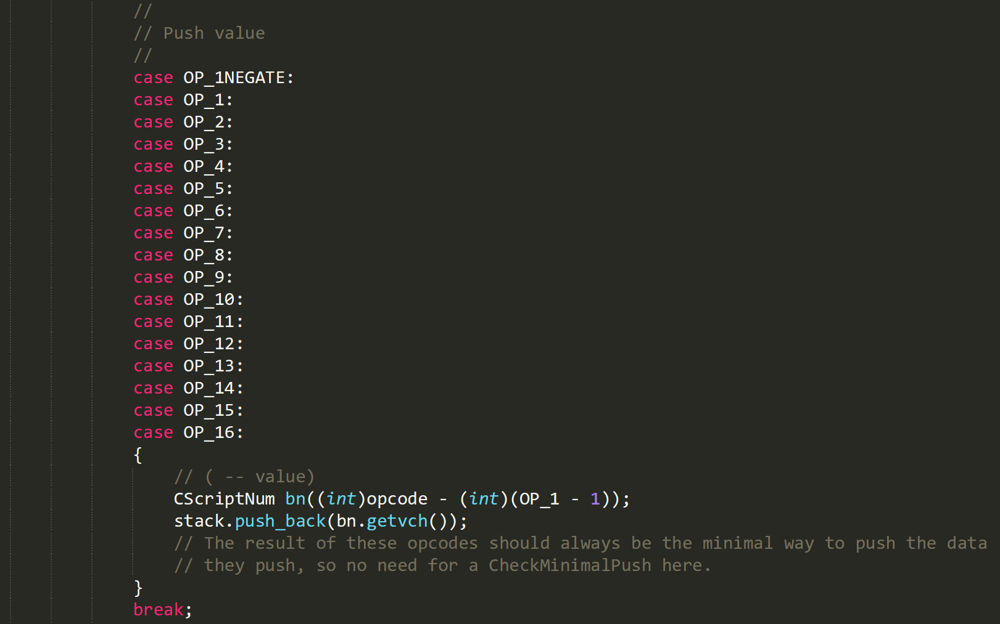 //
// Push value
//
case OP_1NEGATE:
case OP_1:
case OP_2:
case OP_3:
case OP_4:
case OP_5:
case OP_6:
case OP_7:
case OP_8:
case OP_9:
case OP_10:
case OP_11:
case OP_12:
case OP_13:
case OP_14:
case OP_15:
case OP_16:
{
// ( -- value)
CScriptNum bn((int)opcode - (int)(OP_1 - 1));
stack.push_back(bn.getvch());
// The result of these opcodes should always be the minimal way to push the data
// they push, so no need for a CheckMinimalPush here.
}
break;